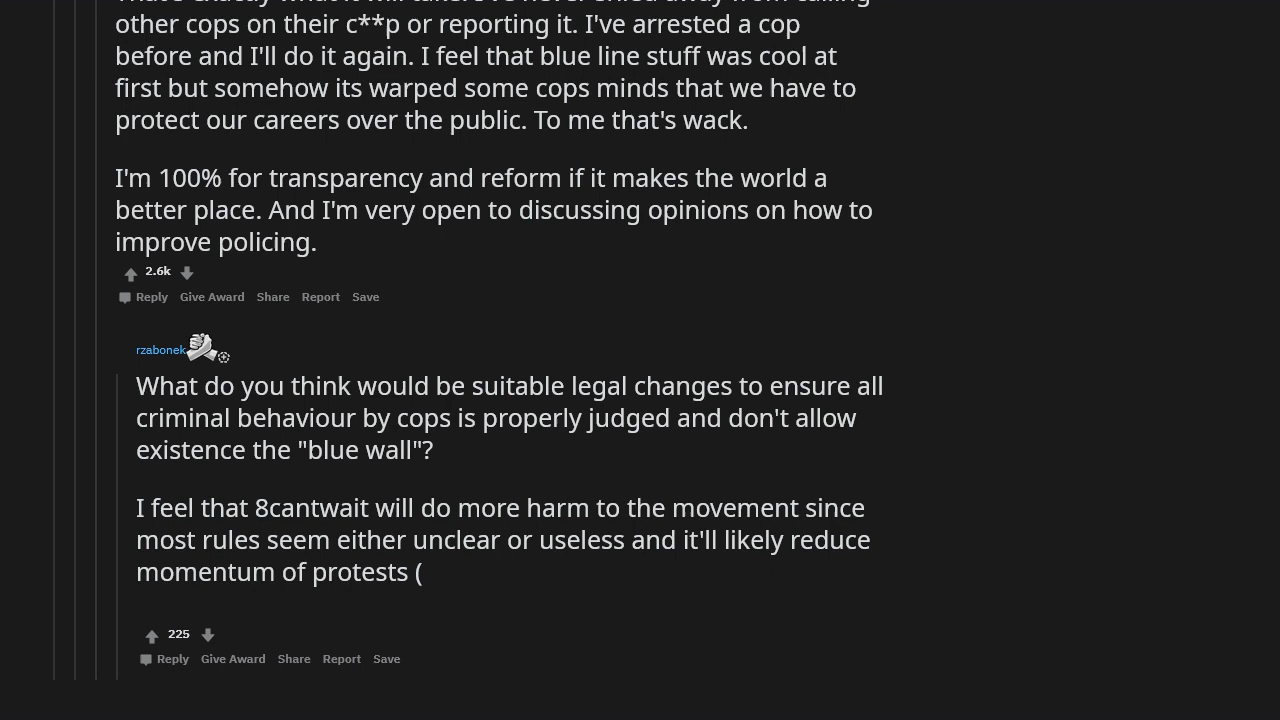 other cops on their c**p or reporting it. I've arrested a cop
before and I'll do it again. I feel that blue line stuff was cool at
first but somehow its warped some cops minds that we have to
protect our careers over the public. To me that's wack.
I'm 100% for transparency and reform if it makes the world a
better place. And I'm very open to discussing opinions on how to
improve policing.
2.6k
Reply Give Award Share Report Save
rzabonek
What do you think would be suitable legal changes to ensure all
criminal behaviour by cops is properly judged and don't allow
existence the "blue wall"?
I feel that 8cantwait will do more harm to the movement since
most rules seem either unclear or useless and it'll likely reduce
momentum of protests (
225
Reply Give Award Share Report Save